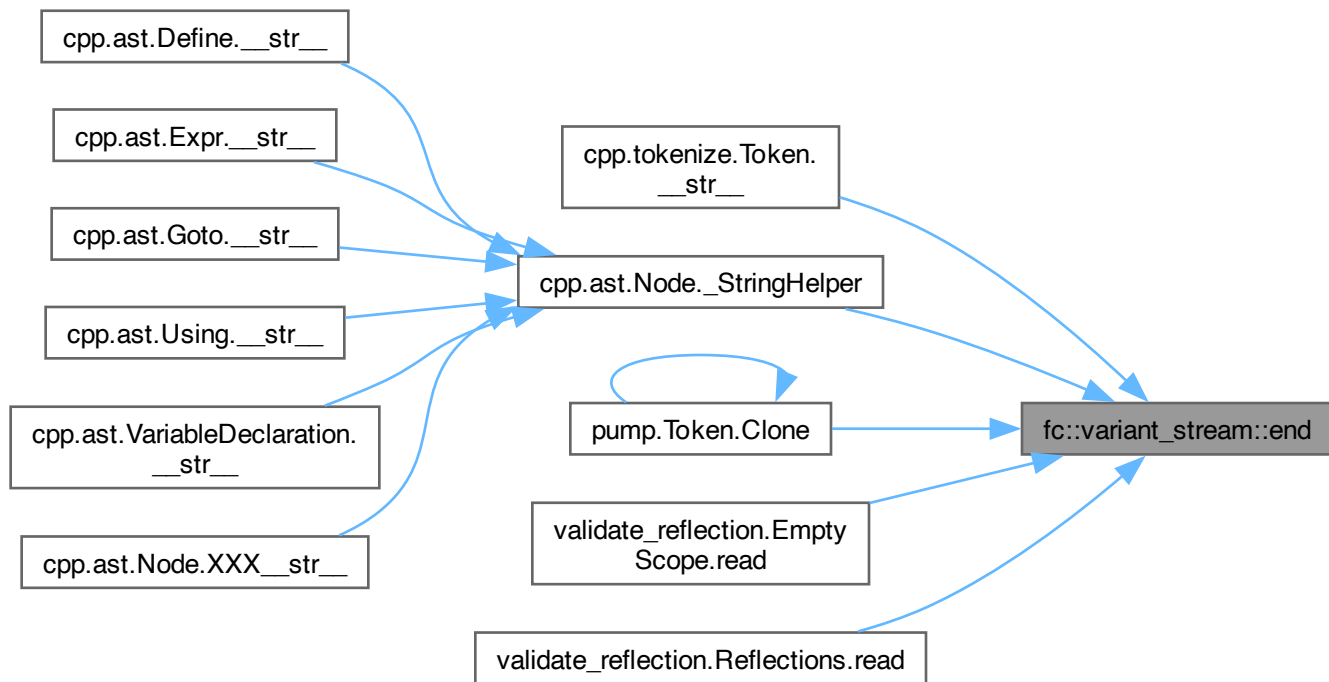 cpp.ast.Define.__str__
cpp.ast.Expr.__str__
cpp.ast.Goto.__str__
cpp.ast.Using.__str__
cpp.ast.VariableDeclaration.
__str__
cpp.ast.Node.XXX__str__
cpp.tokenize.Token.
__str__
cpp.ast.Node._StringHelper
pump.Token.Clone
validate_reflection.Empty
Scope.read
validate_reflection.Reflections.read
fc::variant_stream::end